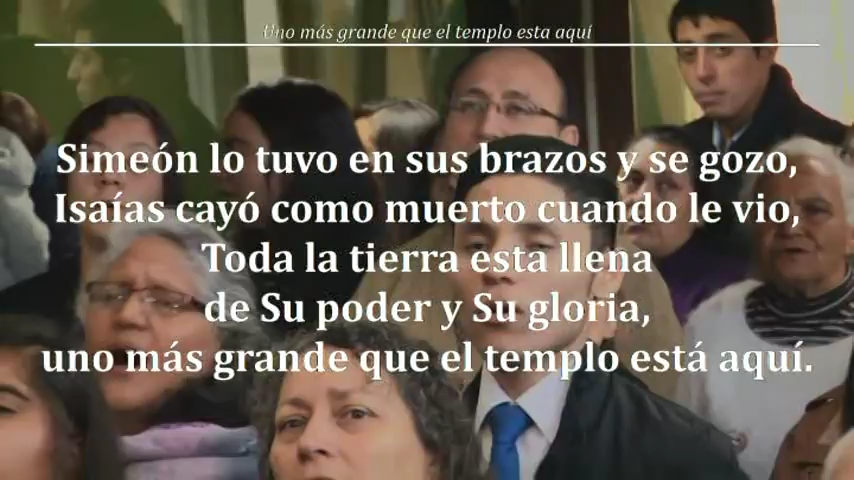 Uno más grande que el templo esta aquí
Simeón lo tuvo en sus brazos y se gozo,
Isaías cayó como muerto cuando le vio,
Toda la tierra esta llena
de Su poder y Su gloria,
uno más grande que el templo está aquí.